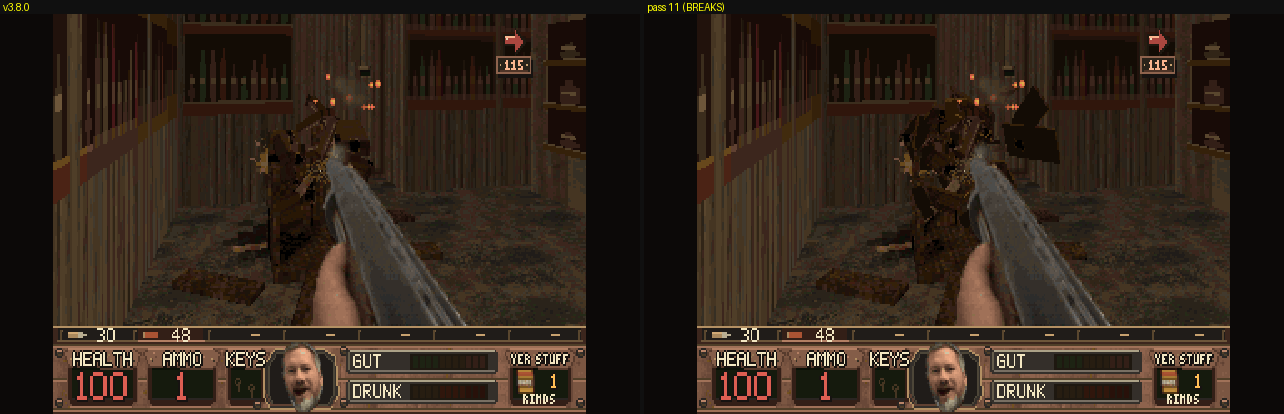 v3.8.0
pass 11 (BREAKS)
115
115
30 48
HEALTH AMMO KEYS GUT YER STUFF
100 1 1
DRUNK RINDS
30 48
HEALTH AMMO KEYS GUT YER STUFF
100 1 1
DRUNK RINDS